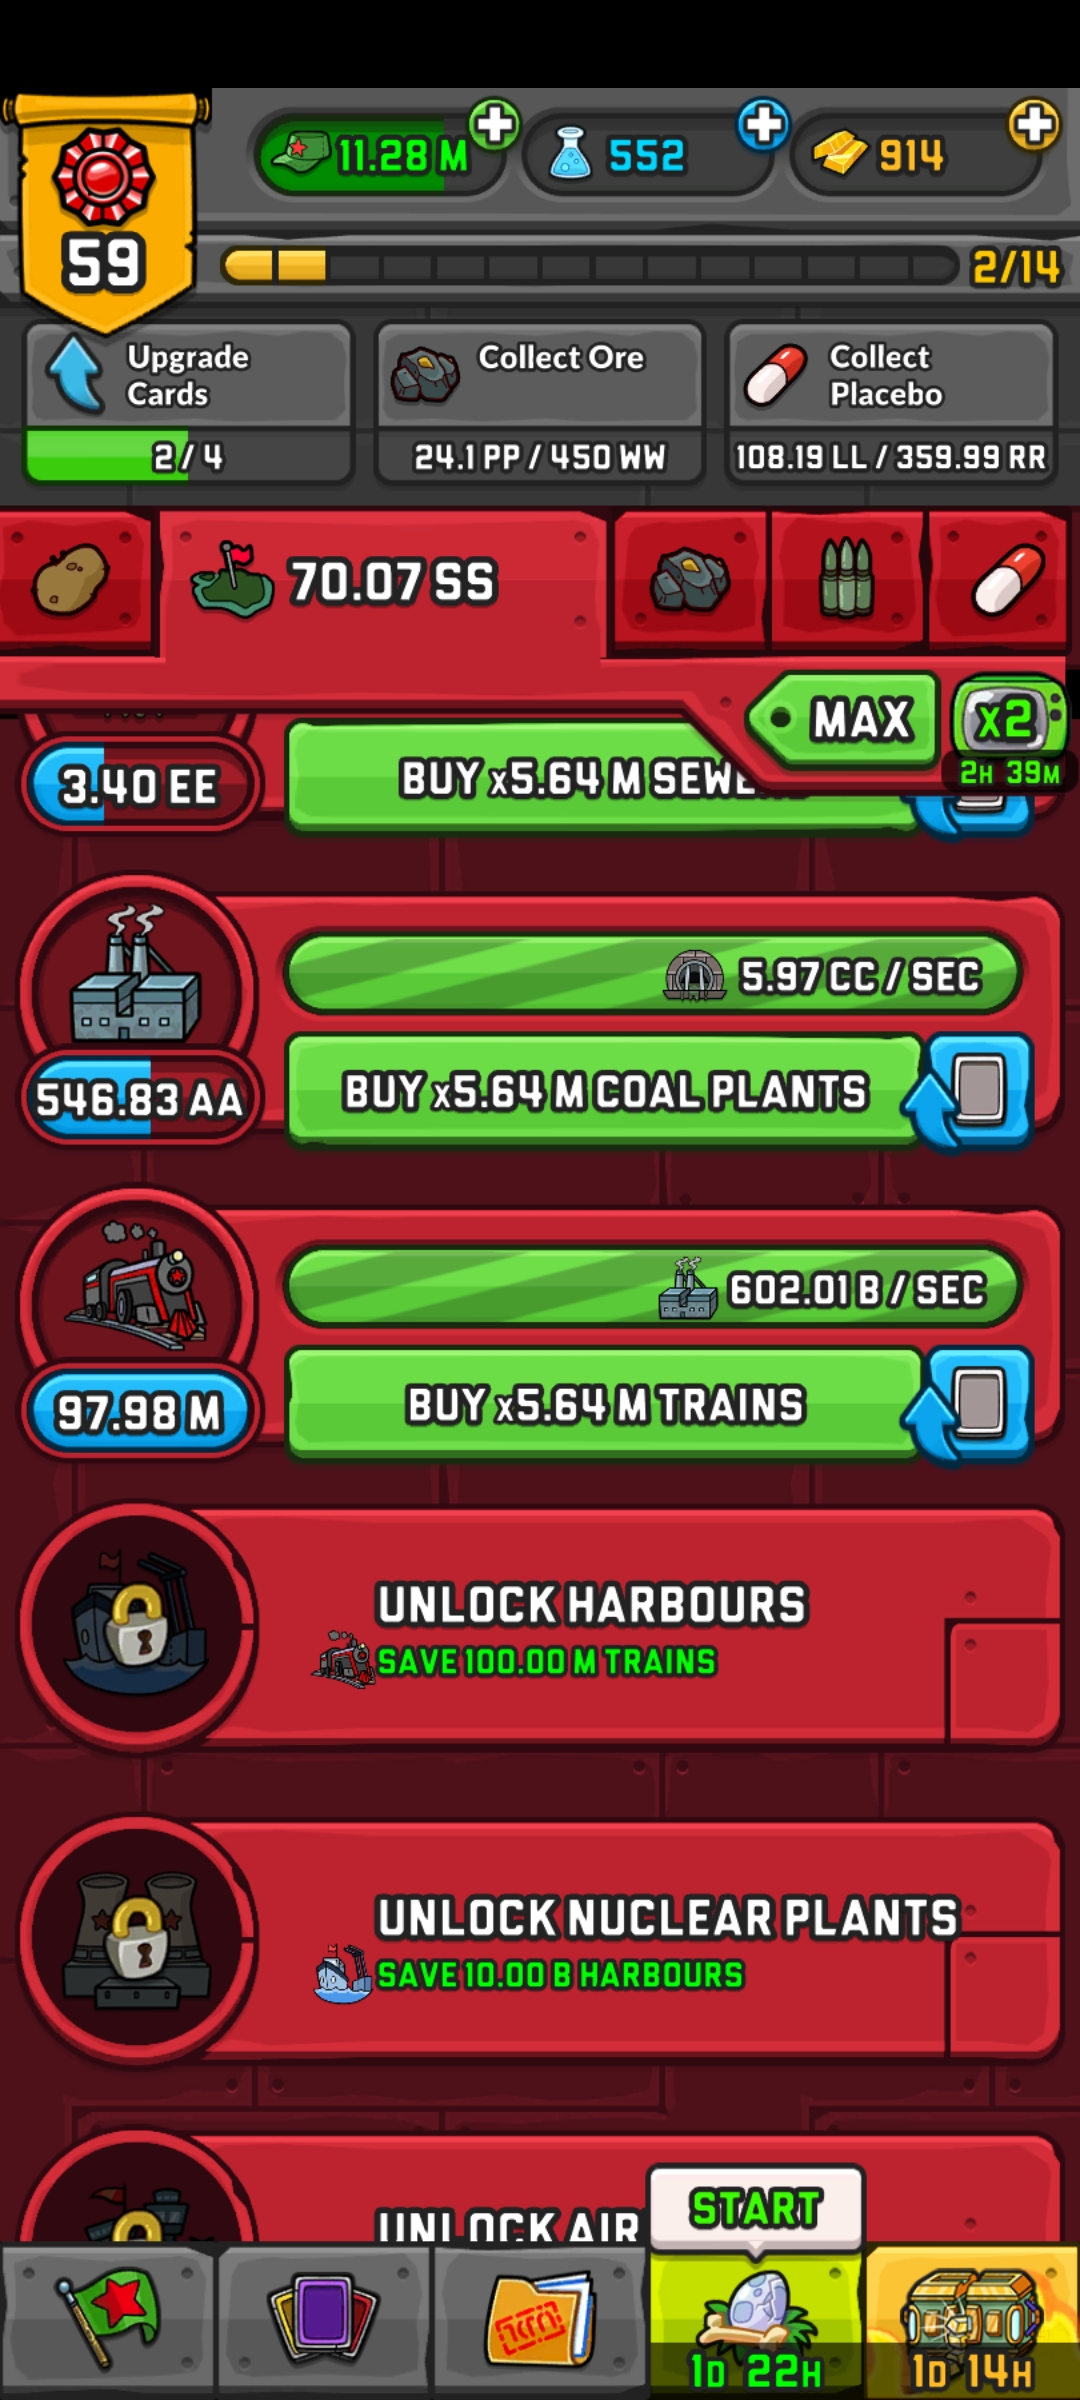 11.28 M
552
914
59
2/14
Upgrade
Cards
2/4
Collect Ore
24.1 PP / 450 WW
Collect
Placebo
108.19 LL / 359.99 RR
70.07 SS
MAX
x2
2H 39M
3.40 EE
BUY x5.64 M
5.97 CC / SEC
546.83 AA
BUY x5.64 M COAL PLANTS
602.01 B / SEC
97.98 M
BUY x5.64 M TRAINS
UNLOCK HARBOURS
SAVE 100.00 M TRAINS
UNLOCK NUCLEAR PLANTS
SAVE 10.00 B HARBOURS
UNLOCK AIR
START
1D 22H
1D 14H